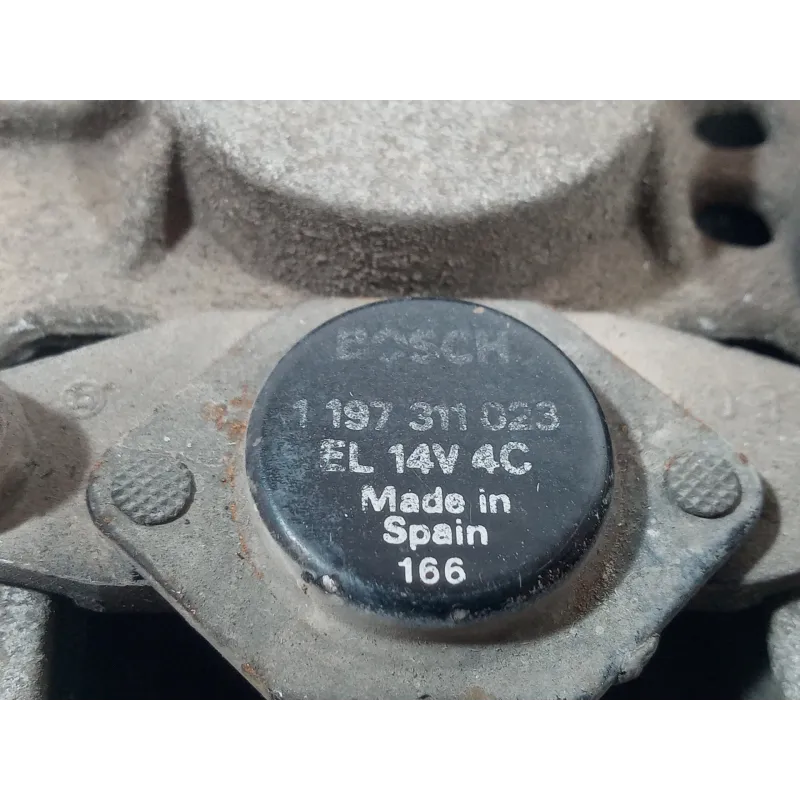 BOSCH
1 197 311 023
EL 14V 4C
Made in
Spain
166